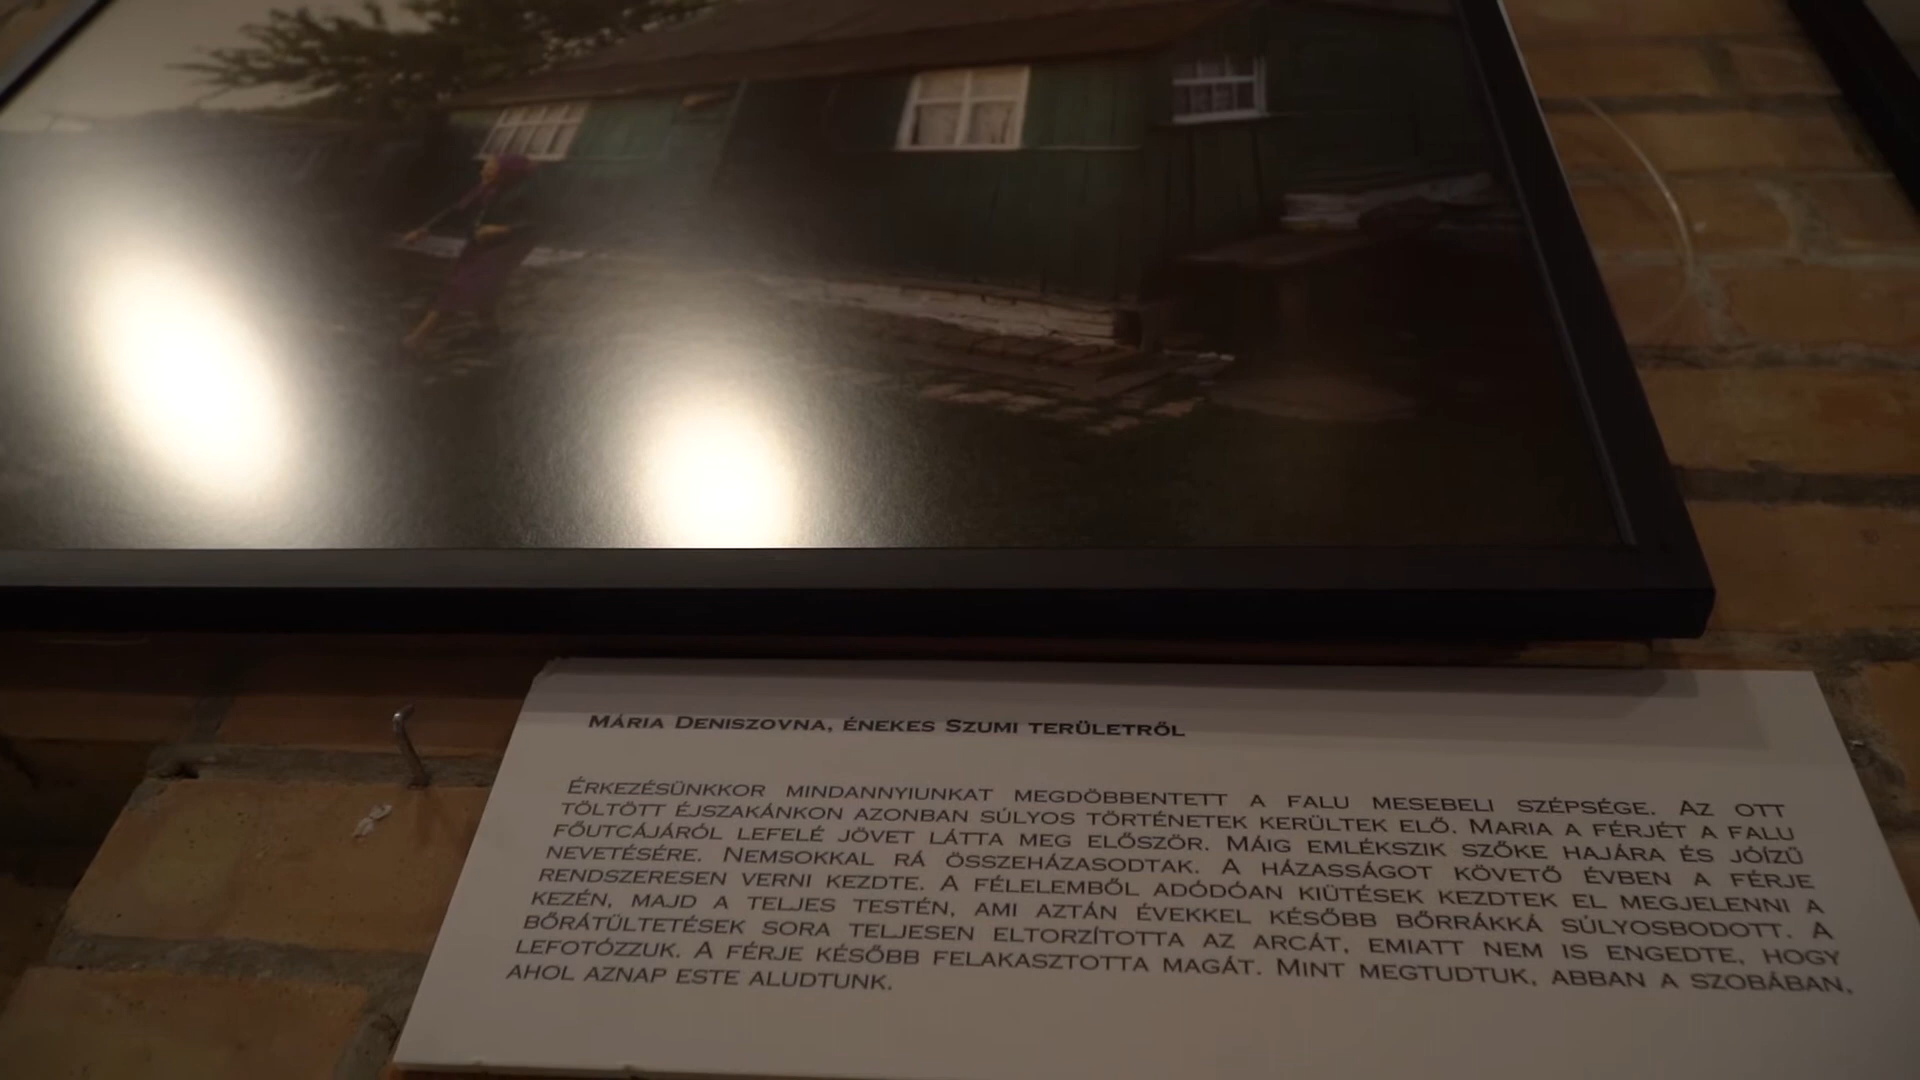 MÁRIA DENISZOVNA, ÉNEKES SZUMI TERÜLETRŐL
ÉRKEZÉSÜNKKOR MINDANNYIUNKAT MEGDÖBBENTETT A FALU MESEBELI SZÉPSÉGE. AZ OTT
TÖLTÖTT ÉJSZAKÁNKON AZONBAN SÚLYOS TÖRTÉNETEK KERÜLTEK ELŐ. MARIA A FÉRJÉT A FALU
FŐUTCÁJÁRÓL LEFELÉ JÖVET LÁTTA MEG ELŐSZÖR. MÁIG EMLÉKSZIK SZŐKE HAJÁRA ÉS JÓÍZŰ
NEVETÉSÉRE. NEMSOKKAL RÁ ÖSSZEHÁZASODTAK. A HÁZASSÁGOT KÖVETŐ ÉVBEN A FÉRJE
RENDSZERESEN VERNI KEZDTE. A FÉLELEMBŐL ADÓDÓAN KIÜTÉSEK KEZDTEK EL MEGJELENNI A
KEZÉN, MAJD A TELJES TESTÉN, AMI AZTÁN ÉVEKKEL KÉSŐBB BŐRRÁKKÁ SÚLYOSBODOTT. A
BŐRÁTÜLTETÉSEK SORA TELJESEN ELTORZÍTOTTA AZ ARCÁT, EMIATT NEM IS ENGEDTE, HOGY
LEFOTÓZZUK. A FÉRJE KÉSŐBB FELAKASZTOTTA MAGÁT. MINT MEGTUDTUK, ABBAN A SZOBÁBAN,
AHOL AZNAP ESTE ALUDTUNK.